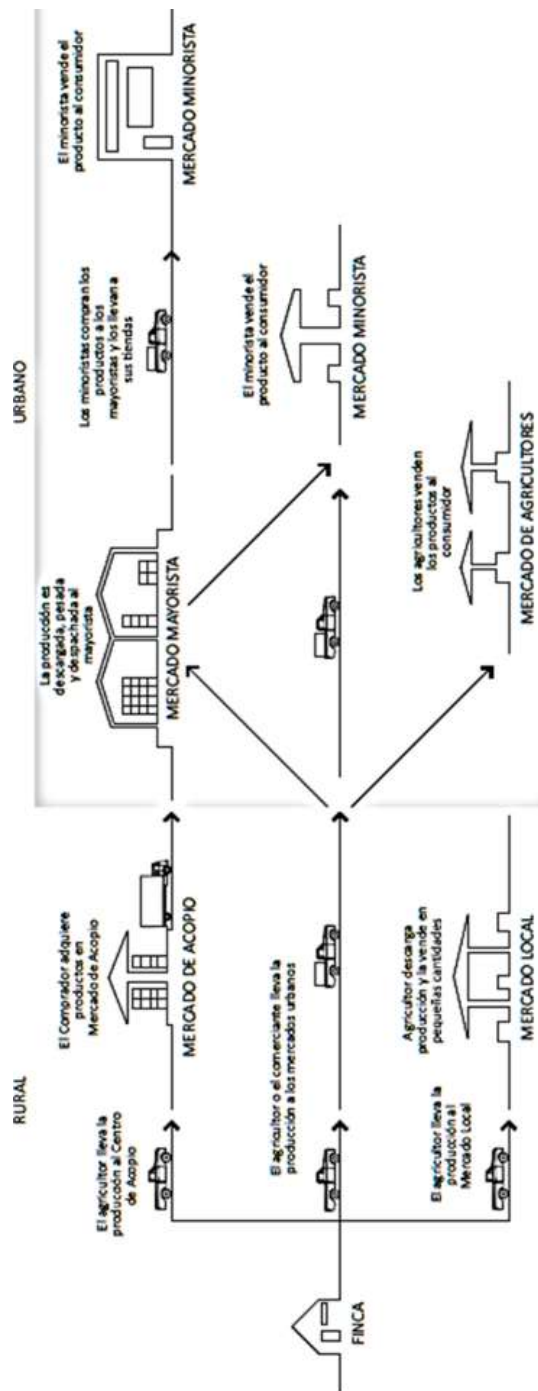 RURAL
URBANO
El agricultor lleva la
producción al Centro
de Acopio
El Comprador adquiere
productos en
Mercado de Acopio
MERCADO DE ACOPIO
La producción es
descargada, pesada
y despachada al
mayorista
MERCADO MAYORISTA
Los minoristas compran los
productos a los
mayoristas y los llevan a
sus tiendas
El minorista vende el
producto al consumidor
MERCADO MINORISTA
FINCA
El agricultor o el comerciante lleva la
producción a los mercados urbanos
El minorista vende el
producto al consumidor
MERCADO MINORISTA
El agricultor lleva la
producción al
Mercado Local
Agricultor descarga
producción y la vende en
pequeñas cantidades
MERCADO LOCAL
Los agricultores venden
los productos al
consumidor
MERCADO DE AGRICULTORES